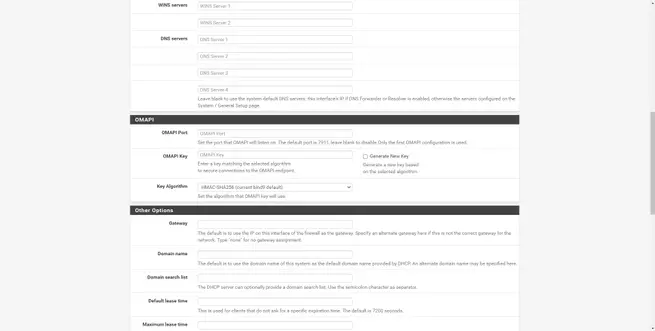 WINS servers
WINS Server 1
WINS Server 2
DNS servers
DNS Server 1
DNS Server 2
DNS Server 3
DNS Server 4
Leave blank to use the system default DNS servers: this interface's IP if DNS Forwarder or Resolver is enabled, otherwise the servers configured on the
System / General Setup page.
OMAPI
OMAPI Port
OMAPI Port
Set the port that OMAPI will listen on. The default port is 7911, leave blank to disable. Only the first OMAPI configuration is used.
OMAPI Key
OMAPI Key
Generate New Key
Enter a key matching the selected algorithm
to secure connections to the OMAPI endpoint.
Generate a new key based
on the selected algorithm.
Key Algorithm
HMAC-SHA256 (current bind9 default)
Set the algorithm that OMAPI key will use.
Other Options
Gateway
The default is to use the IP on this interface of the firewall as the gateway. Specify an alternate gateway here if this is not the correct gateway for the
network. Type "none" for no gateway assignment.
Domain name
The default is to use the domain name of this system as the default domain name provided by DHCP. An alternate domain name may be specified here.
Domain search list
The DHCP server can optionally provide a domain search list. Use the semicolon character as separator.
Default lease time
This is used for clients that do not ask for a specific expiration time. The default is 7200 seconds.
Maximum lease time